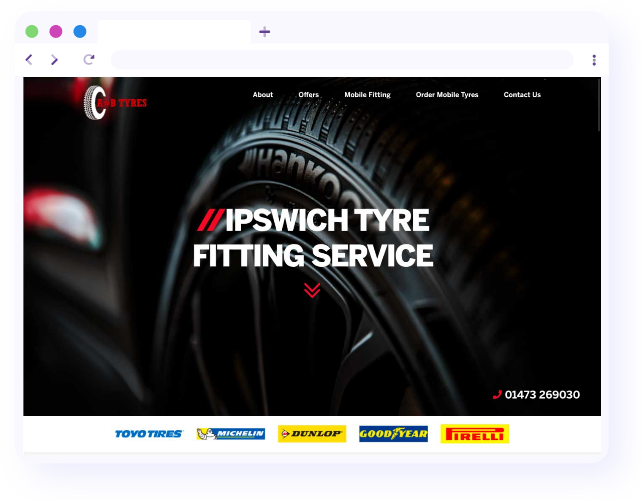 R&B TYRES
About Offers Mobile Fitting Order Mobile Tyres Contact Us
Hankoo
//IPSWICH TYRE
FITTING SERVICE
01473 269030
TOYO TIRES MICHELIN DUNLOP GOODYEAR PIRELLI